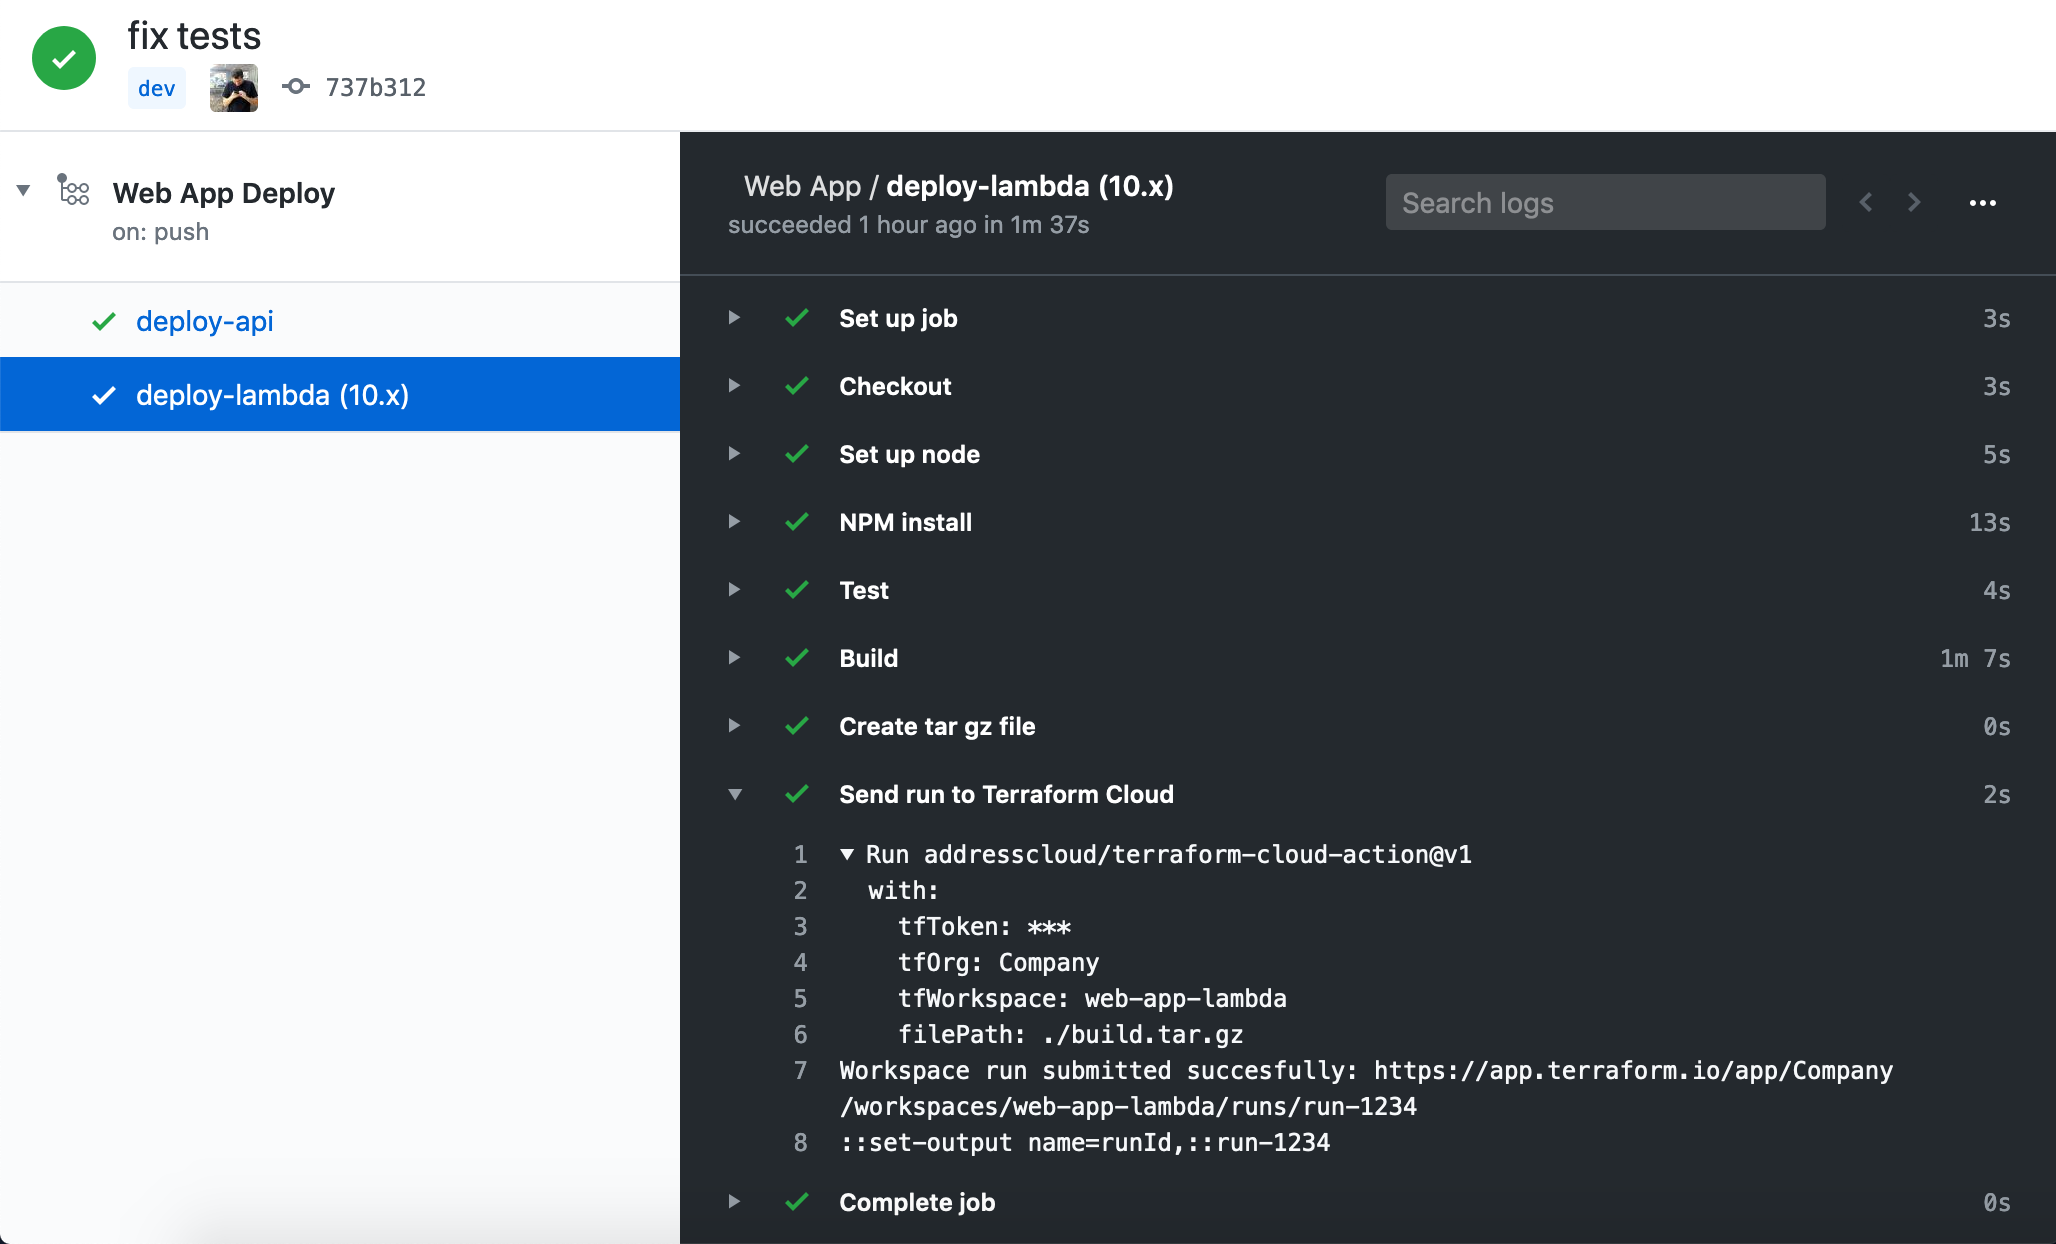 fix tests
dev 737b312
Web App Deploy
on: push
deploy-api
deploy-lambda (10.x)
Web App / deploy-lambda (10.x)
succeeded 1 hour ago in 1m 37s
Search logs
Set up job 3s
Checkout 3s
Set up node 5s
NPM install 13s
Test 4s
Build 1m 7s
Create tar gz file 0s
Send run to Terraform Cloud 2s
1 Run addresscloud/terraform-cloud-action@v1
2 with:
3 tfToken: ***
4 tfOrg: Company
5 tfWorkspace: web-app-lambda
6 filePath: ./build.tar.gz
7 Workspace run submitted succesfully: https://app.terraform.io/app/Company
/workspaces/web-app-lambda/runs/run-1234
8 ::set-output name=runId,::run-1234
Complete job 0s